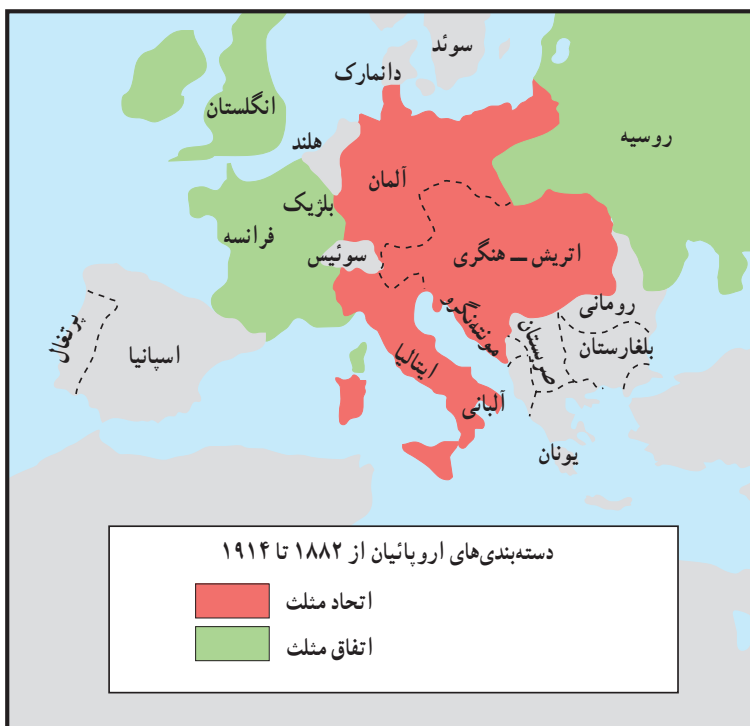 سوئد
دانمارک
انگلستان
روسیه
هلند
آلمان
بلژیک
فرانسه
سوئیس
اتریش ــ هنگری
رومانی
مونته‌نگرو
صربستان
بلغارستان
پرتغال
اسپانیا
ایتالیا
آلبانی
یونان
دسته‌بندی‌های اروپائیان از ۱۸۸۲ تا ۱۹۱۴
اتحاد مثلث
اتفاق مثلث